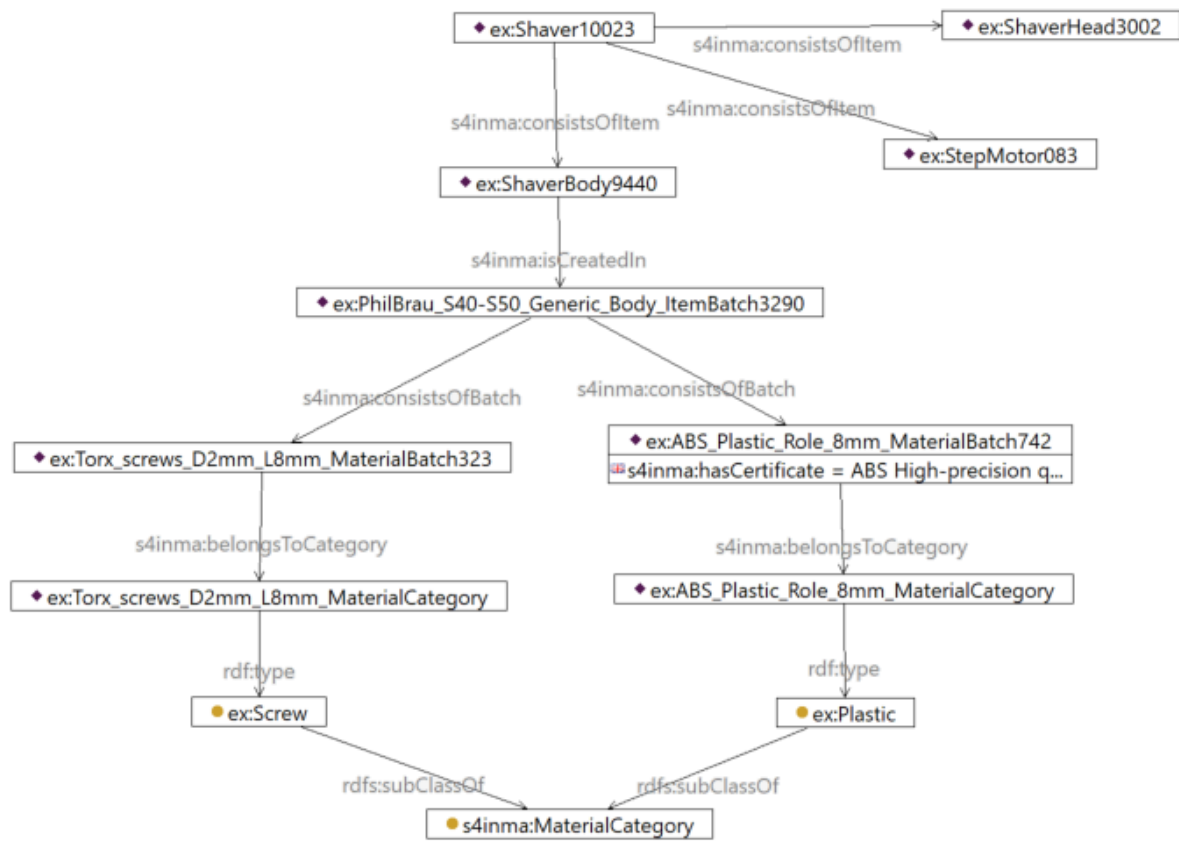 ex:Shaver10023
ex:ShaverHead3002
s4inma:consistsOfItem
s4inma:consistsOfItem
s4inma:consistsOfItem
ex:StepMotor083
ex:ShaverBody9440
s4inma:isCreatedIn
ex:PhilBrau_S40-S50_Generic_Body_ItemBatch3290
s4inma:consistsOfBatch
s4inma:consistsOfBatch
ex:Torx_screws_D2mm_L8mm_MaterialBatch323
ex:ABS_Plastic_Role_8mm_MaterialBatch742
s4inma:hasCertificate = ABS High-precision q...
s4inma:belongsToCategory
s4inma:belongsToCategory
ex:Torx_screws_D2mm_L8mm_MaterialCategory
ex:ABS_Plastic_Role_8mm_MaterialCategory
rdf:type
rdf:type
ex:Screw
ex:Plastic
rdfs:subClassOf
rdfs:subClassOf
s4inma:MaterialCategory